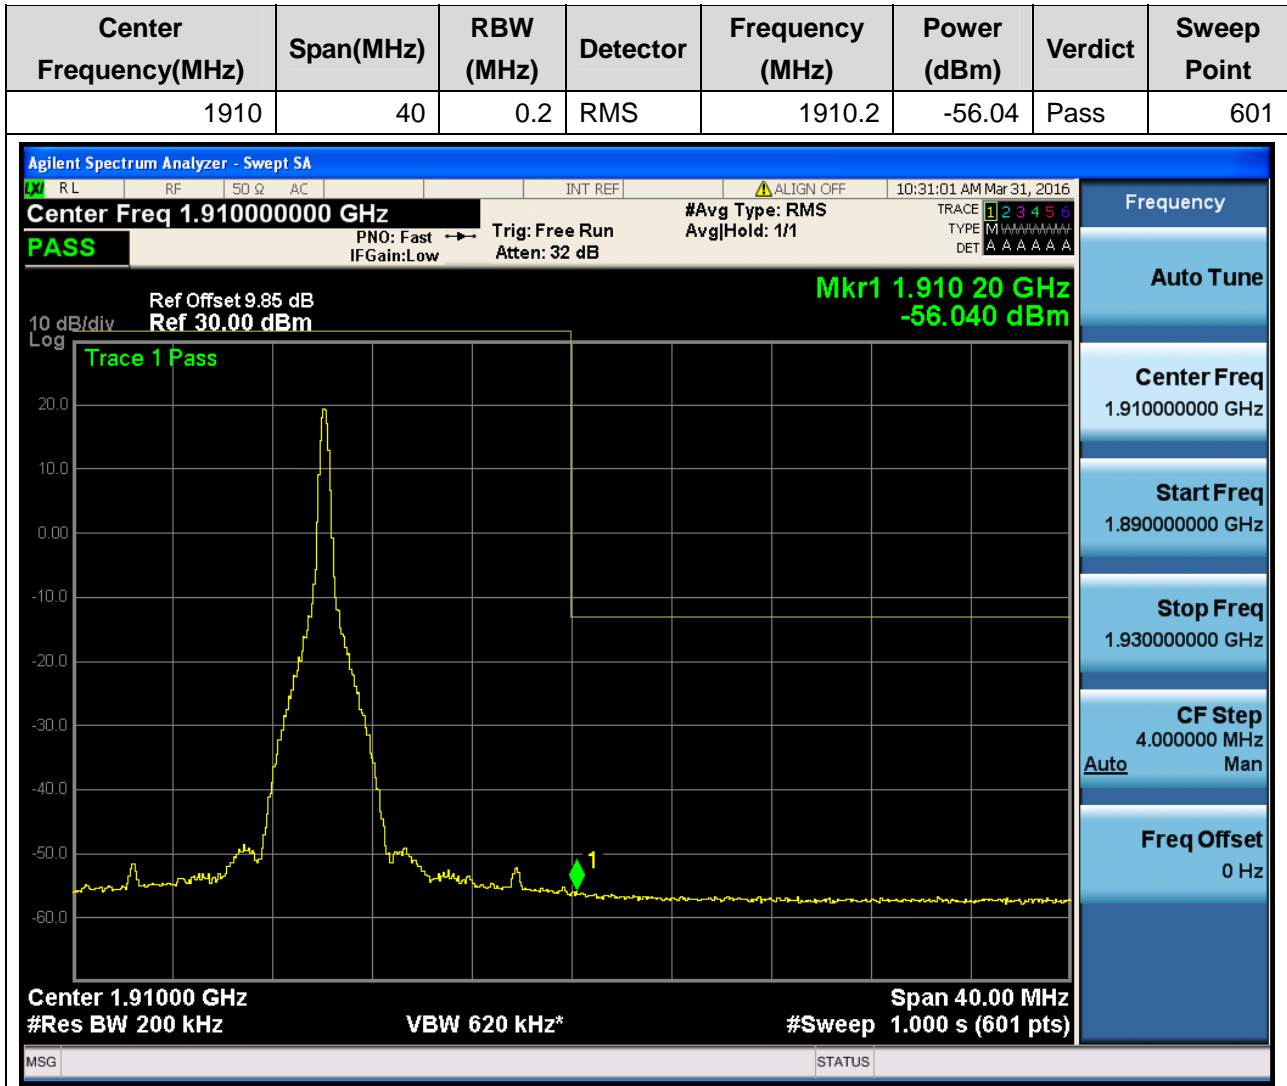 Center Frequency(MHz) Span(MHz) RBW (MHz) Detector Frequency (MHz) Power (dBm) Verdict Sweep Point
1910 40 0.2 RMS 1910.2 -56.04 Pass 601
Agilent Spectrum Analyzer - Swept SA
LXI RL RF 50 Ω AC INT REF ALIGN OFF 10:31:01 AM Mar 31, 2016
Center Freq 1.910000000 GHz
PASS
PNO: Fast
IFGain:Low
Trig: Free Run
Atten: 32 dB
#Avg Type: RMS
Avg|Hold: 1/1
TRACE 1 2 3 4 5 6
TYPE M W W W W W
DET A A A A A A
Mkr1 1.910 20 GHz
-56.040 dBm
Ref Offset 9.85 dB
10 dB/div Ref 30.00 dBm
Log
Trace 1 Pass
20.0
10.0
0.00
-10.0
-20.0
-30.0
-40.0
-50.0
-60.0
1
Center 1.91000 GHz Span 40.00 MHz
#Res BW 200 kHz VBW 620 kHz* #Sweep 1.000 s (601 pts)
MSG STATUS
Frequency
Auto Tune
Center Freq
1.910000000 GHz
Start Freq
1.890000000 GHz
Stop Freq
1.930000000 GHz
CF Step
4.000000 MHz
Auto Man
Freq Offset
0 Hz